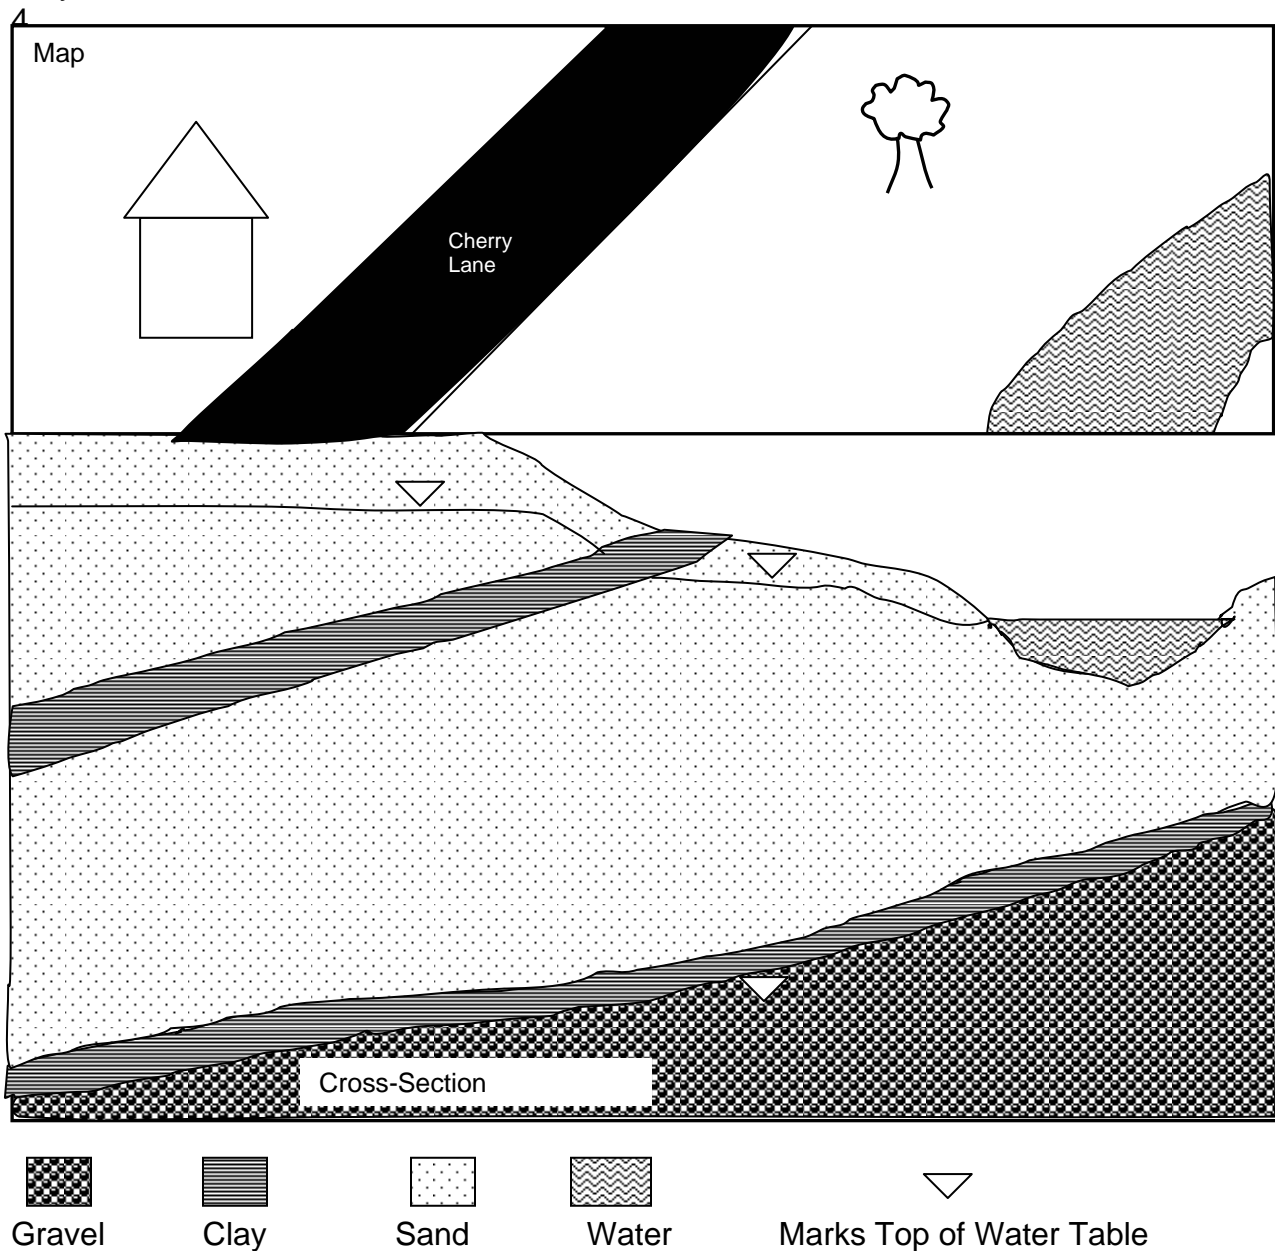 4
Map
Cherry
Lane
Cross-Section
Gravel Clay Sand Water Marks Top of Water Table